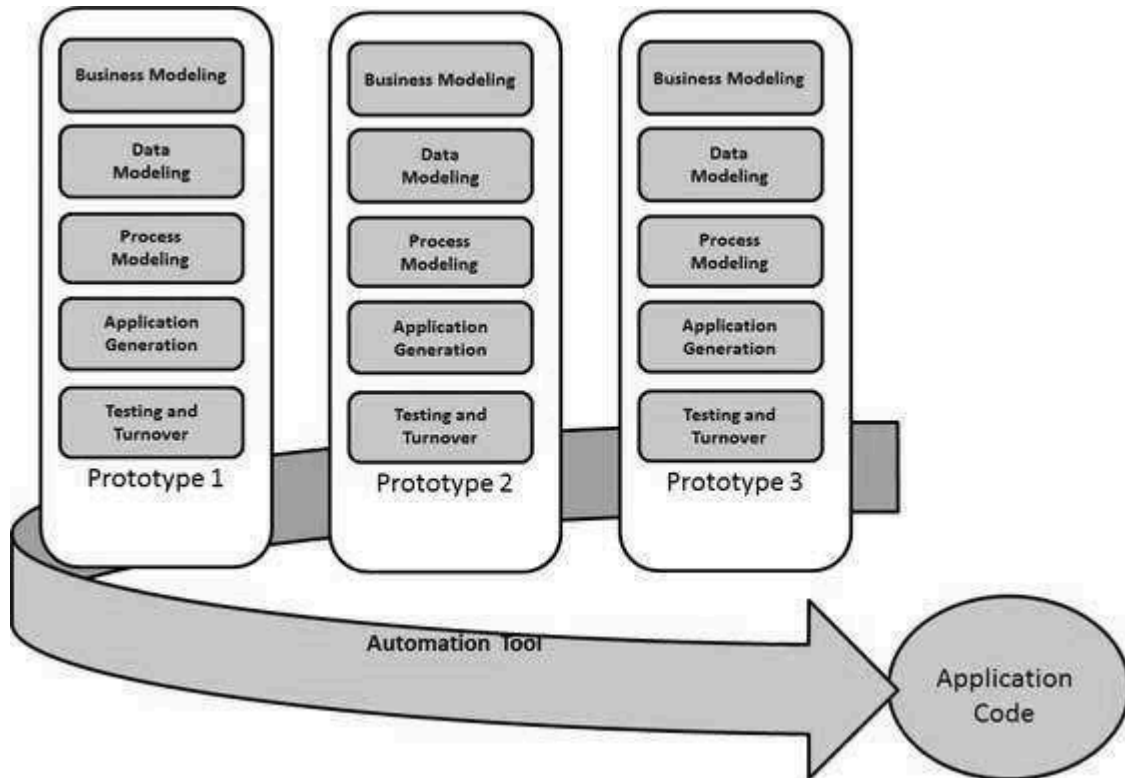 Business Modeling
Data
Modeling
Process
Modeling
Application
Generation
Testing and
Turnover
Prototype 1
Business Modeling
Data
Modeling
Process
Modeling
Application
Generation
Testing and
Turnover
Prototype 2
Business Modeling
Data
Modeling
Process
Modeling
Application
Generation
Testing and
Turnover
Prototype 3
Automation Tool
Application
Code